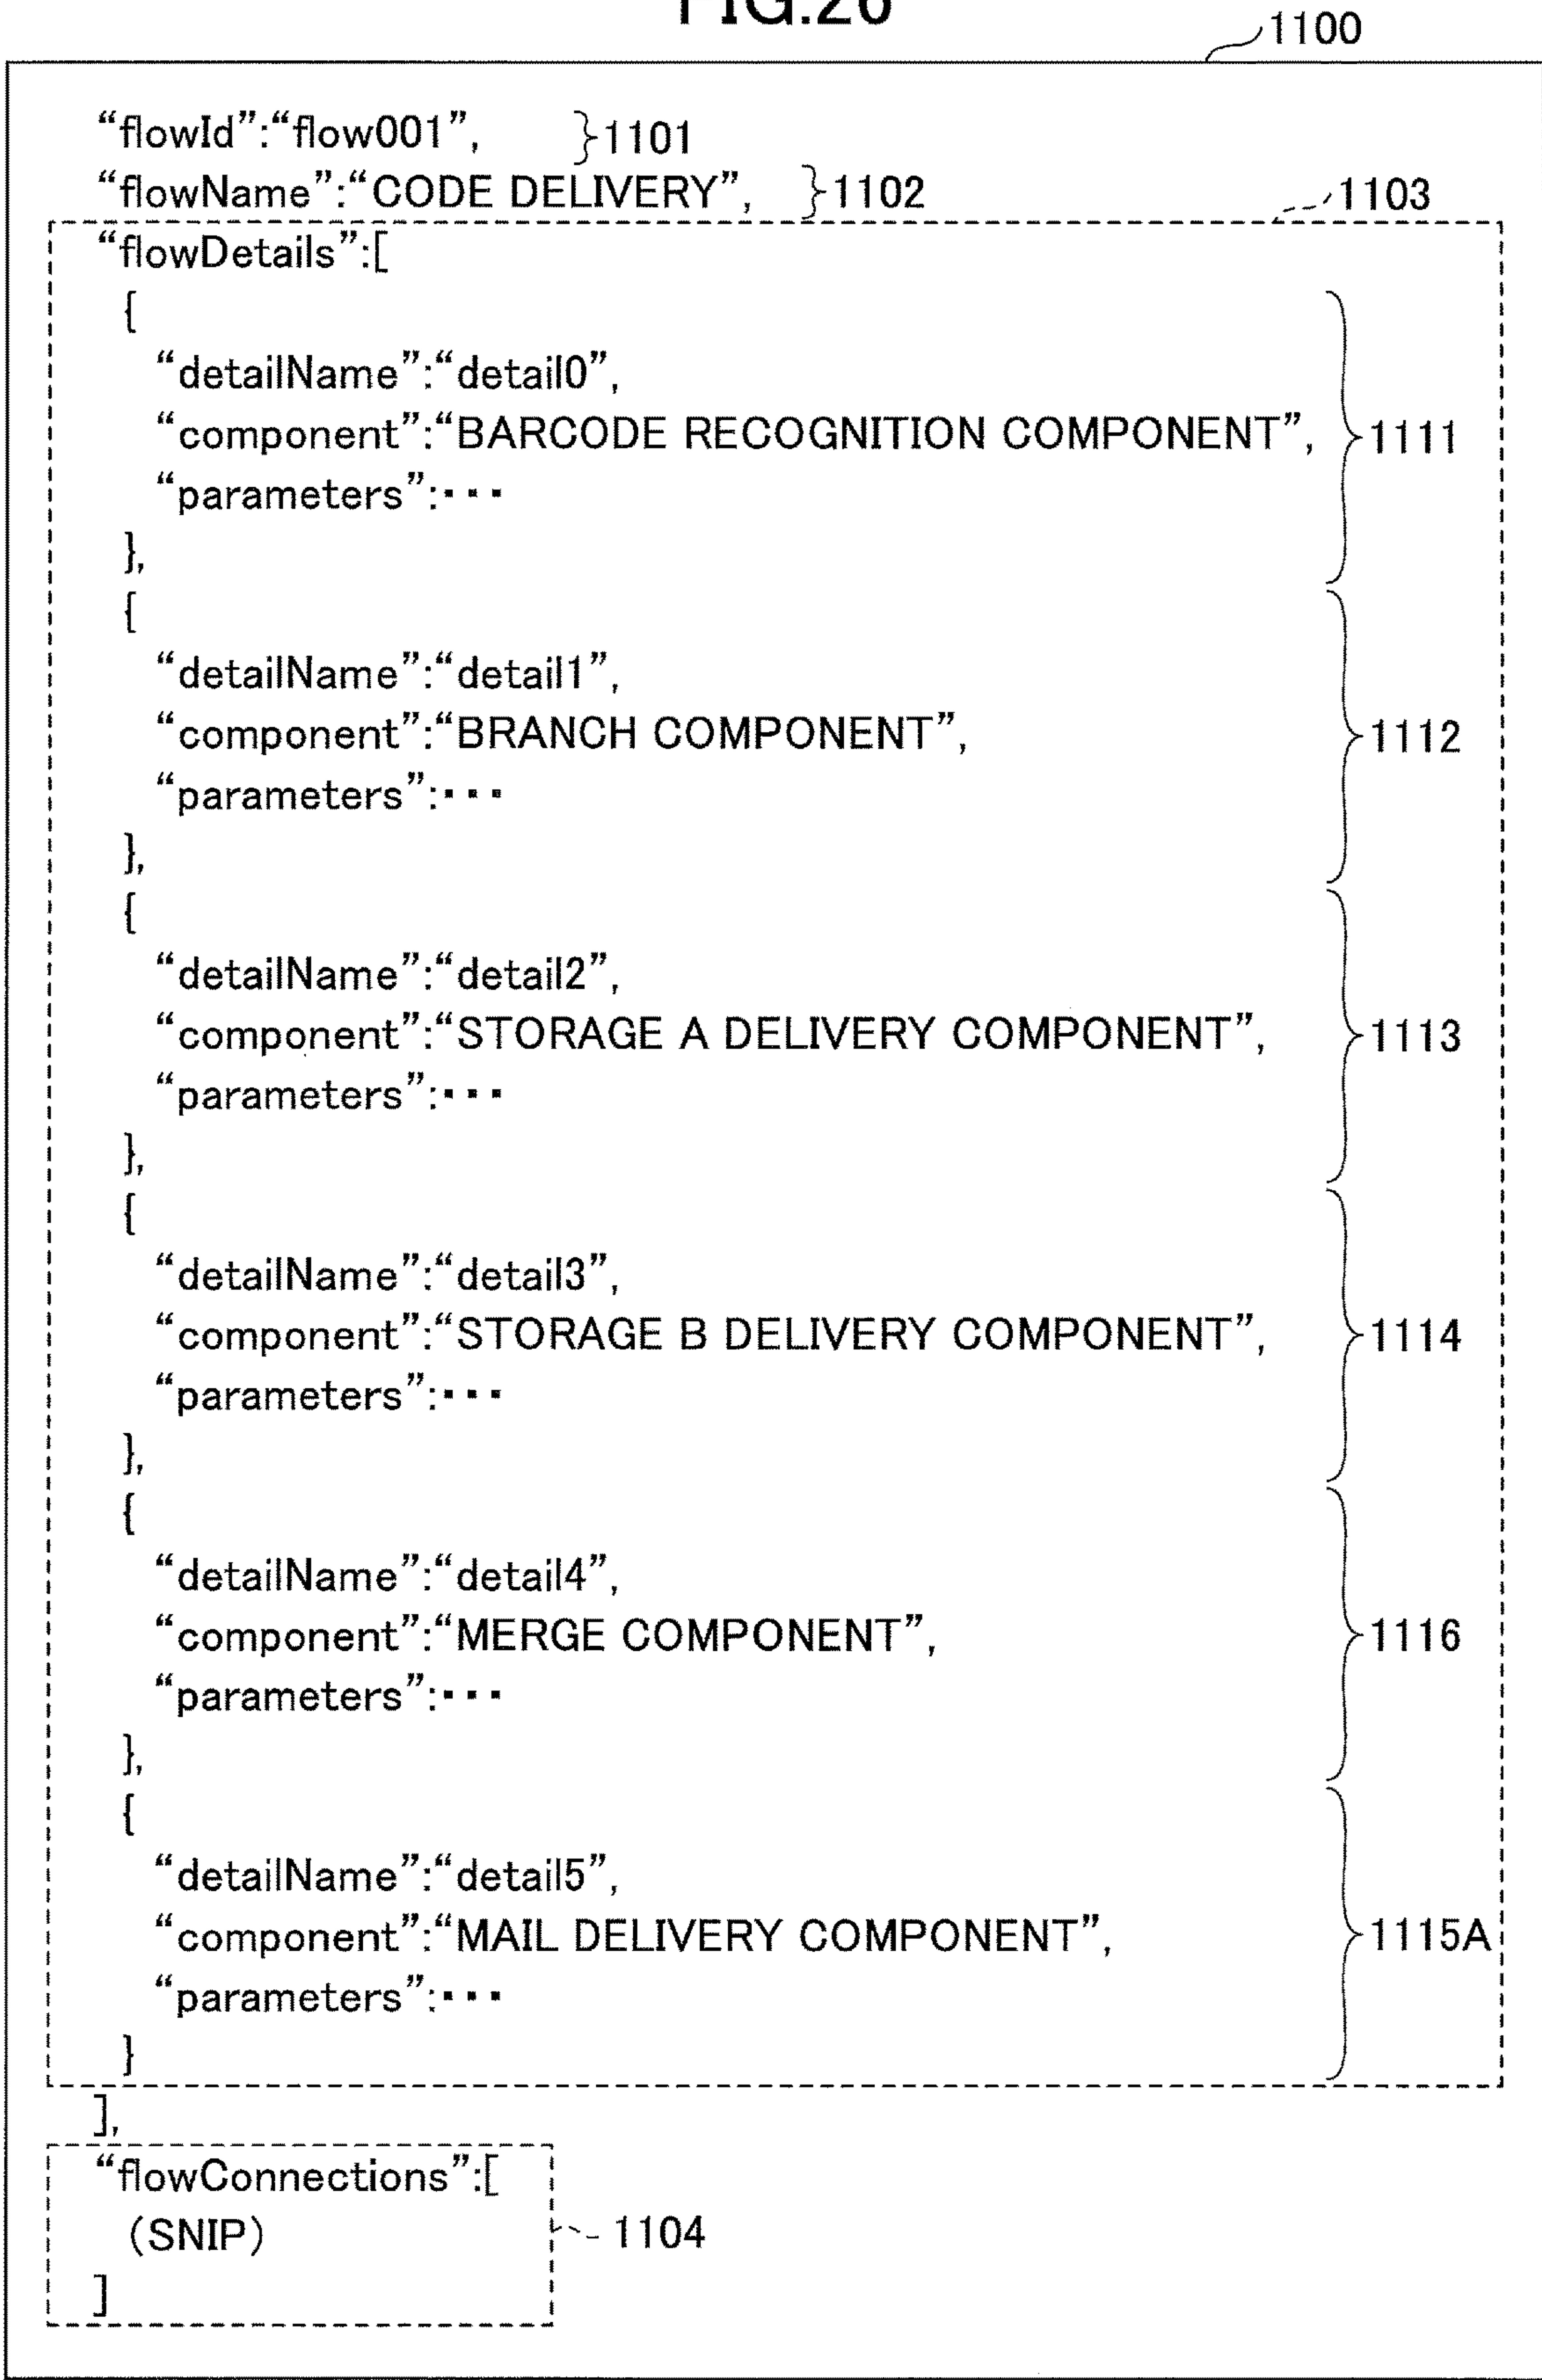 FIG.26
1100
“flowId”:“flow001”, }1101
“flowName”:“CODE DELIVERY”, }1102
1103
“flowDetails”:[
{
“detailName”:“detail0”,
“component”:“BARCODE RECOGNITION COMPONENT”, 1111
“parameters”:▪▪▪
},
{
“detailName”:“detail1”,
“component”:“BRANCH COMPONENT”, 1112
“parameters”:▪▪▪
},
{
“detailName”:“detail2”,
“component”:“STORAGE A DELIVERY COMPONENT”, 1113
“parameters”:▪▪▪
},
{
“detailName”:“detail3”,
“component”:“STORAGE B DELIVERY COMPONENT”, 1114
“parameters”:▪▪▪
},
{
“detailName”:“detail4”,
“component”:“MERGE COMPONENT”, 1116
“parameters”:▪▪▪
},
{
“detailName”:“detail5”,
“component”:“MAIL DELIVERY COMPONENT”, 1115A
“parameters”:▪▪▪
}
],
“flowConnections”:[
(SNIP) 1104
]